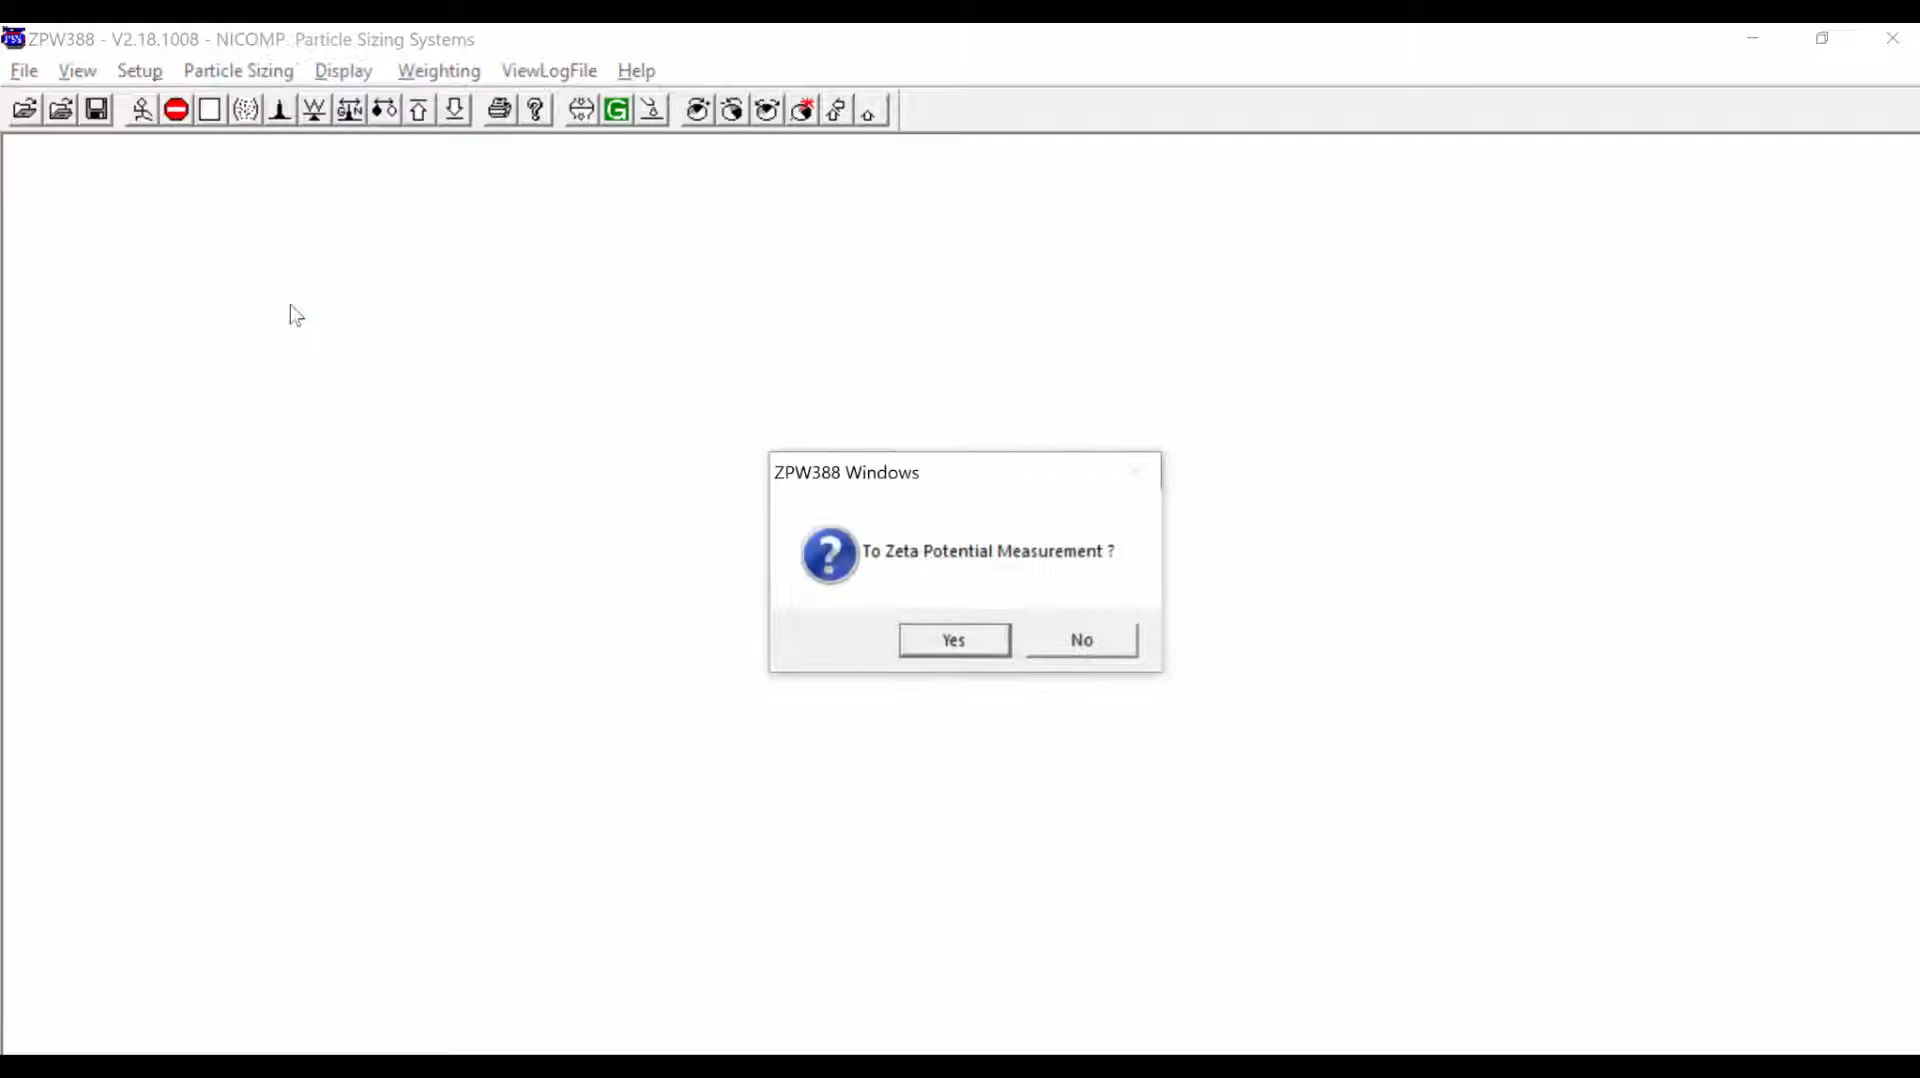 ZPW388 - V2.18.1008 - NICOMP. Particle Sizing Systems
File View Setup Particle Sizing Display Weighting ViewLogFile Help
ZPW388 Windows
To Zeta Potential Measurement ?
Yes No